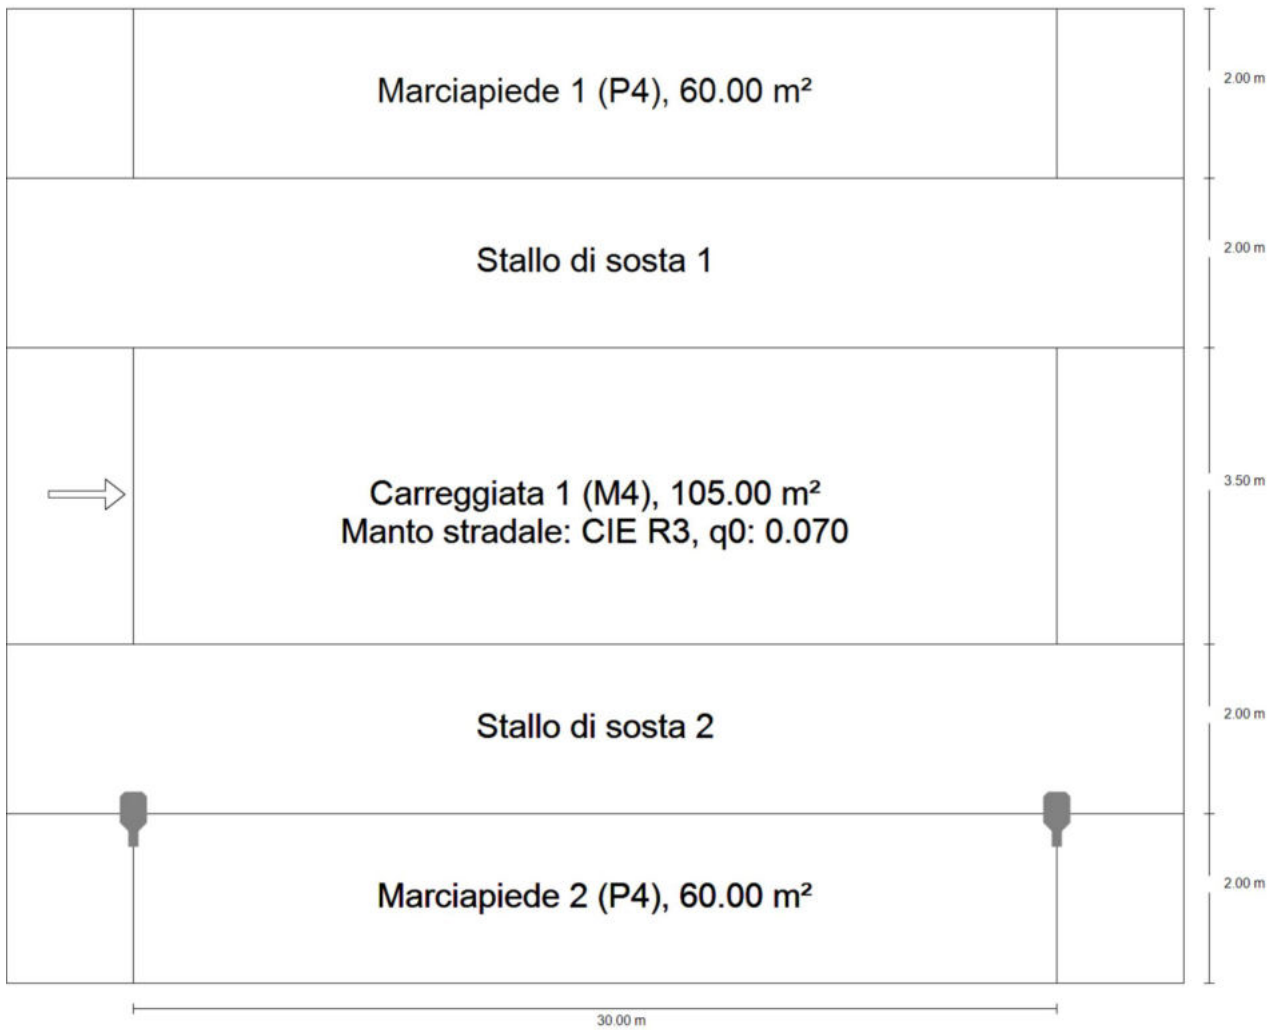 Marciapiede 1 (P4), 60.00 m²
2.00 m
Stallo di sosta 1
2.00 m
Carreggiata 1 (M4), 105.00 m²
Manto stradale: CIE R3, q0: 0.070
3.50 m
Stallo di sosta 2
2.00 m
Marciapiede 2 (P4), 60.00 m²
2.00 m
30.00 m